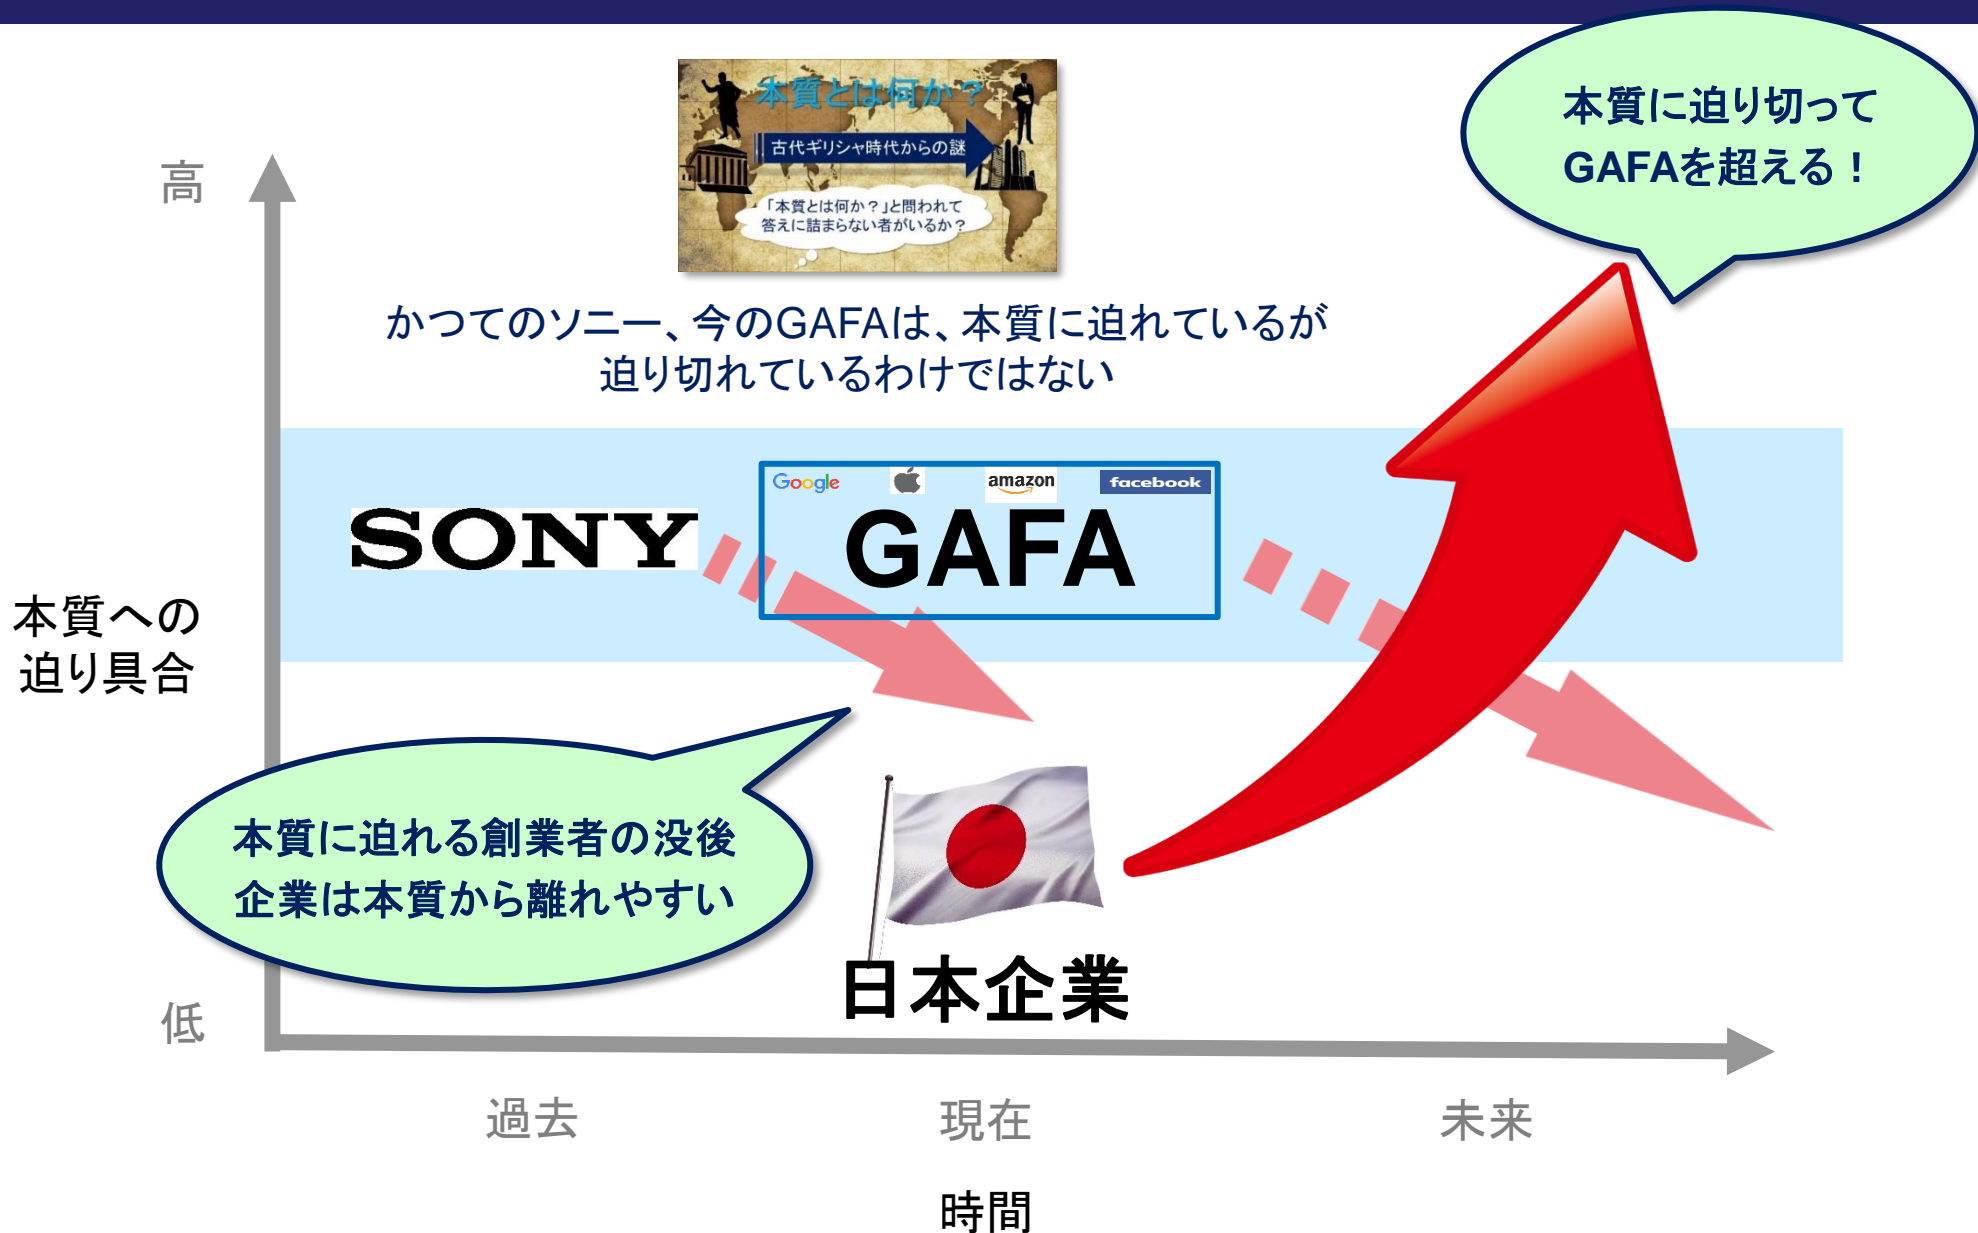 本質とは何か？
古代ギリシャ時代からの謎
「本質とは何か？」と問われて
答えに詰まらない者がいるか？
本質に迫り切って
GAFAを超える！
高
かつてのソニー、今のGAFAは、本質に迫れているが
迫り切れているわけではない
Google
amazon
facebook
SONY
GAFA
本質への
迫り具合
本質に迫れる創業者の没後
企業は本質から離れやすい
日本企業
低
過去
現在
未来
時間